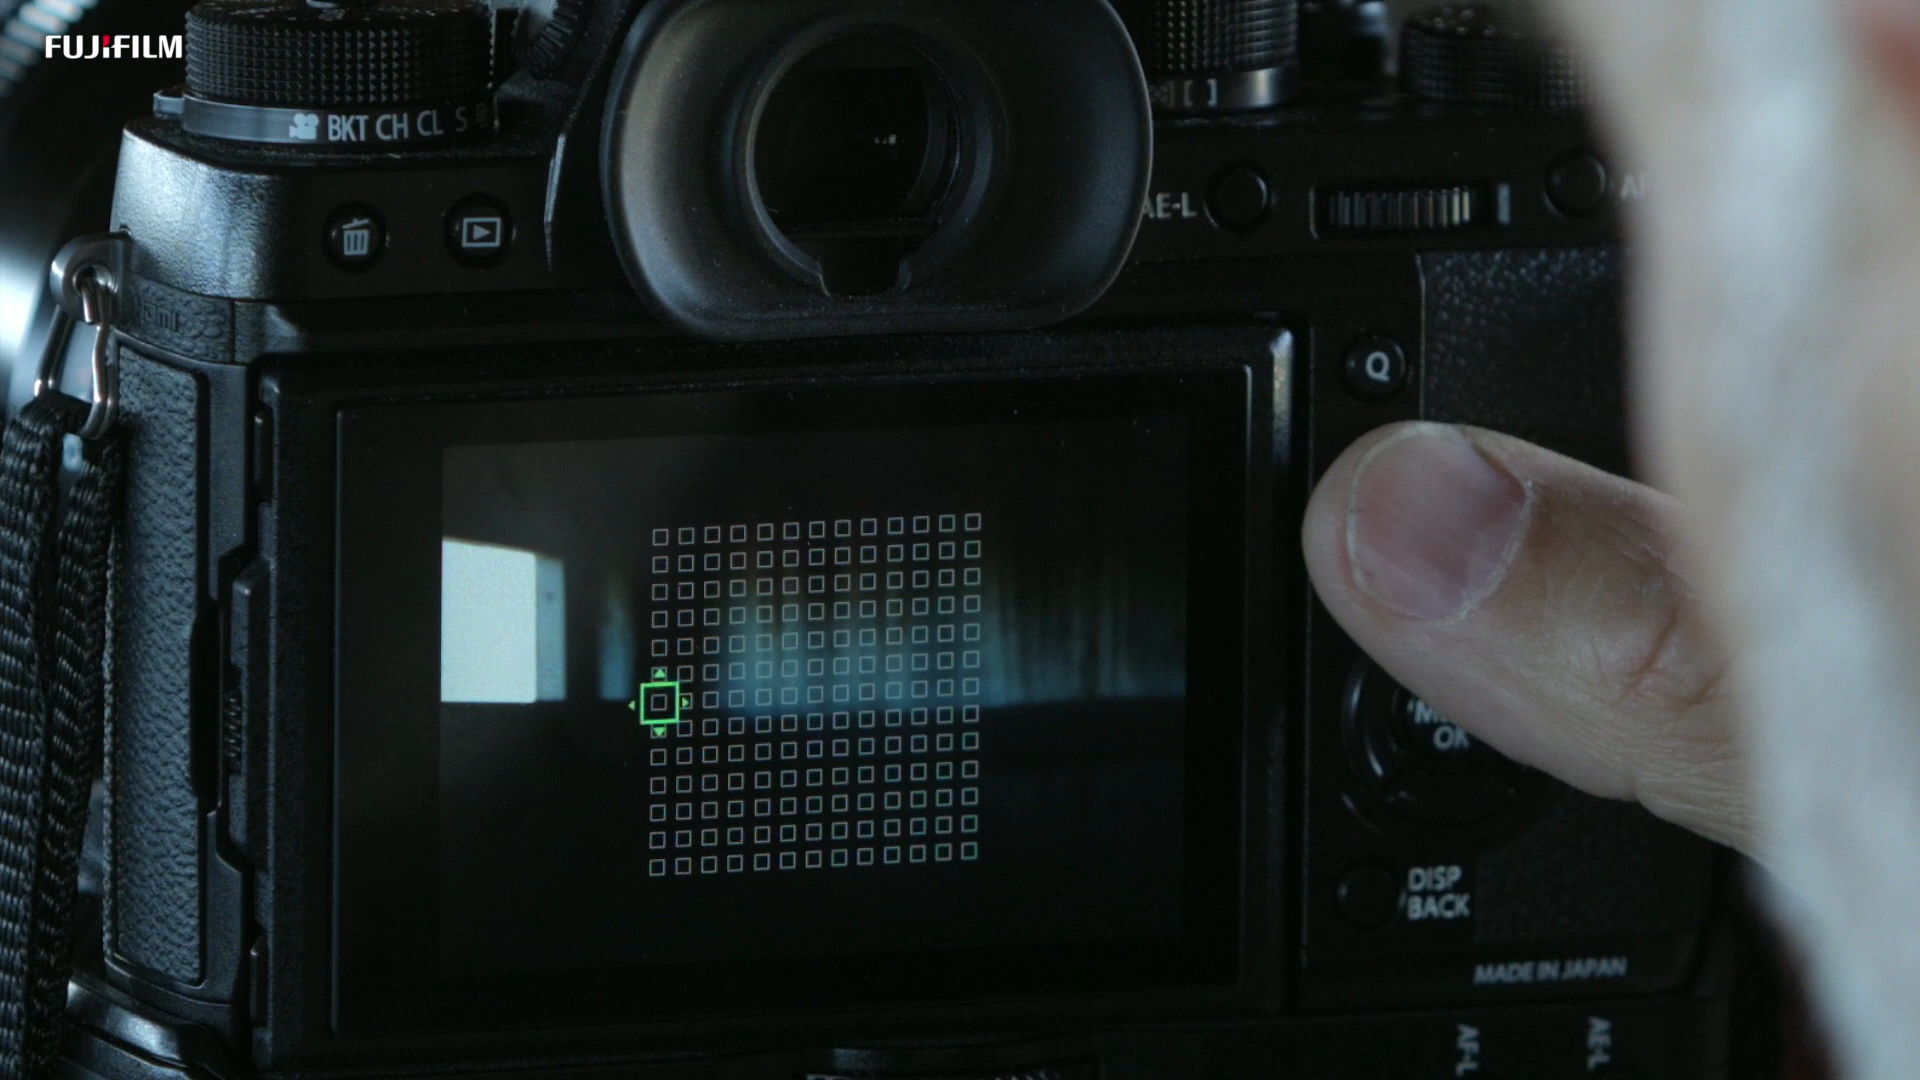 FUJIFILM
BKT CH CL S
AE-L
Q
OK
DISP
/BACK
MADE IN JAPAN
AF-L
AE-L